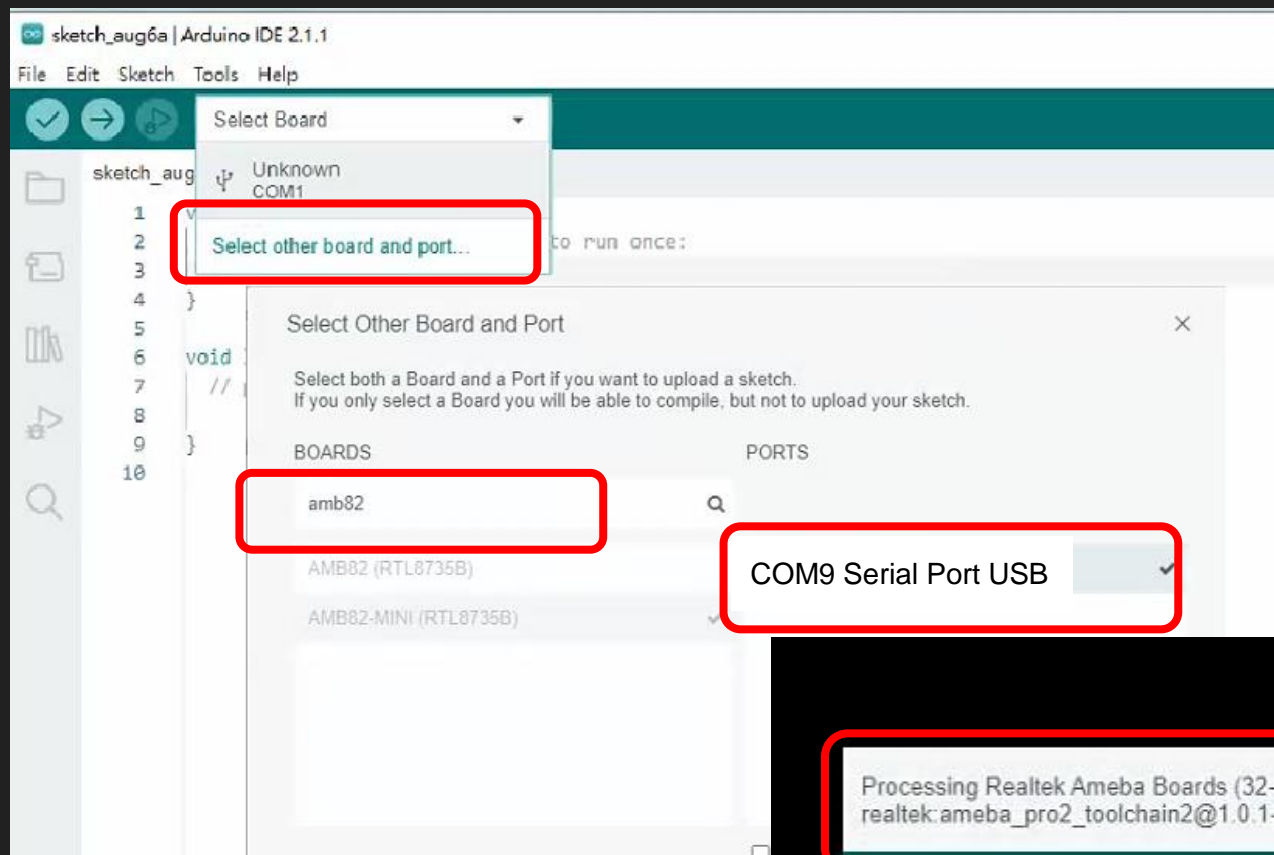 sketch_aug6a | Arduino IDE 2.1.1
File Edit Sketch Tools Help
Select Board
sketch_aug
Unknown
COM1
1
2 to run once:
Select other board and port...
3
4 }
5
6 void
7 //
8
9 }
10
Select Other Board and Port
Select both a Board and a Port if you want to upload a sketch.
If you only select a Board you will be able to compile, but not to upload your sketch.
BOARDS PORTS
amb82
AMB82 (RTL8735B)
COM9 Serial Port USB
AMB82-MINI (RTL8735B)
Processing Realtek Ameba Boards (32-
realtek:ameba_pro2_toolchain2@1.0.1-